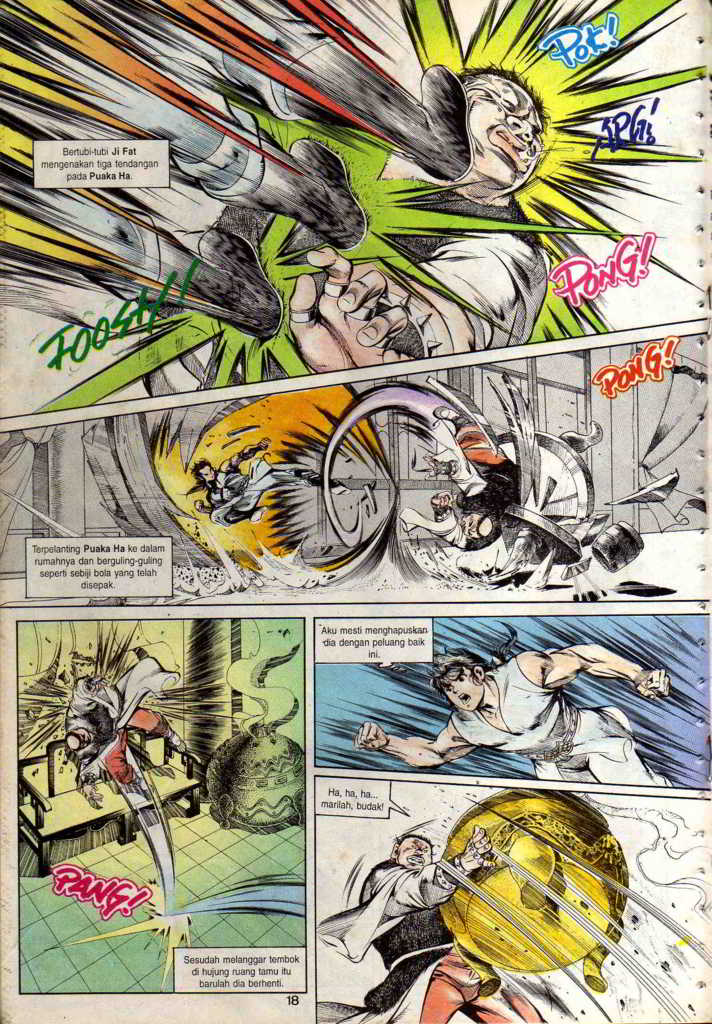 Pok!
ARG!
Bertubi-tubi Ji Fat
mengenakan tiga tendangan
pada Puaka Ha.
PONG!
FOOSH!
PONG!
Terpelanting Puaka Ha ke dalam
rumahnya dan berguling-guling
seperti sebiji bola yang telah
disepak.
Aku mesti menghapuskan
dia dengan peluang baik
ini.
Ha, ha, ha...
marilah, budak!
PANG!
Sesudah melanggar tembok
di hujung ruang tamu itu
barulah dia berhenti.
18